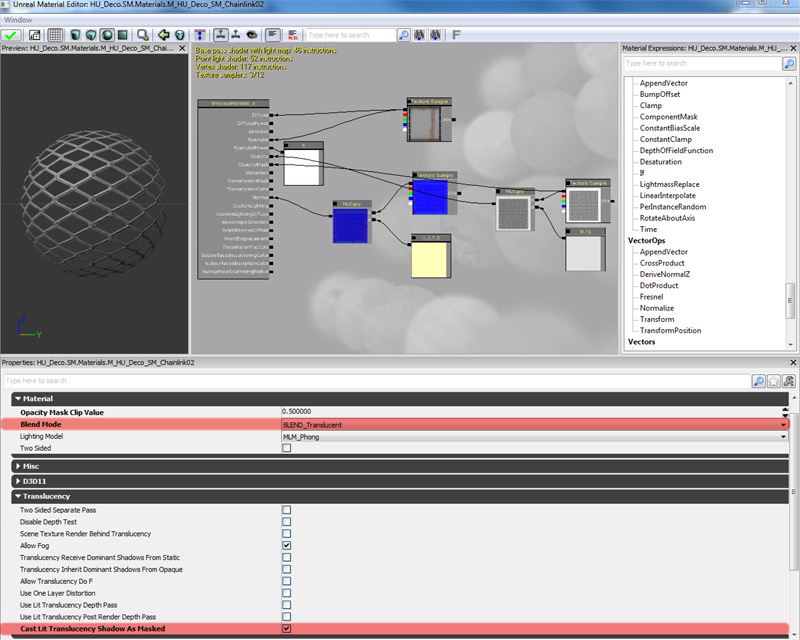 Unreal Material Editor: HU_Deco.SM.Materials.M_HU_Deco_SM_Chainlink02
Window
Type here to search
Preview: HU_Deco.SM.Materials.M_HU_Deco_SM_Chai...
Base pass shader with light map: 46 instructions
Point light shader: 52 instructions
Vertex shader: 117 instructions
Texture samplers: 3/12
PreviewMaterial_4
Diffuse
DiffusePower
Emissive
Specular
SpecularPower
Opacity
OpacityMask
Distortion
TransmissionMask
TransmissionColor
Normal
CustomLighting
CustomLightingDiffuse
AnisotropicDirection
WorldPositionOffset
WorldDisplacement
TessellationFactor
SubsurfaceInscatteringColor
SubsurfaceAbsorptionColor
SubsurfaceScatteringRadius
Texture Sample
Multiply
Texture Sample
Multiply
Texture Sample
Z
Y
Material Expressions: HU_Deco.SM.Materials.M_HU_...
Type here to search
AppendVector
BumpOffset
Clamp
ComponentMask
ConstantBiasScale
ConstantClamp
DepthOfFieldFunction
Desaturation
If
LightmassReplace
LinearInterpolate
PerInstanceRandom
RotateAboutAxis
Time
VectorOps
AppendVector
CrossProduct
DeriveNormalZ
DotProduct
Fresnel
Normalize
Transform
TransformPosition
Vectors
Properties: HU_Deco.SM.Materials.M_HU_Deco_SM_Chainlink02
Type here to search
Material
Opacity Mask Clip Value 0.500000
Blend Mode BLEND_Translucent
Lighting Model MLM_Phong
Two Sided
Misc
D3D11
Translucency
Two Sided Separate Pass
Disable Depth Test
Scene Texture Render Behind Translucency
Allow Fog
Translucency Receive Dominant Shadows From Static
Translucency Inherit Dominant Shadows From Opaque
Allow Translucency Do F
Use One Layer Distortion
Use Lit Translucency Depth Pass
Use Lit Translucency Post Render Depth Pass
Cast Lit Translucency Shadow As Masked